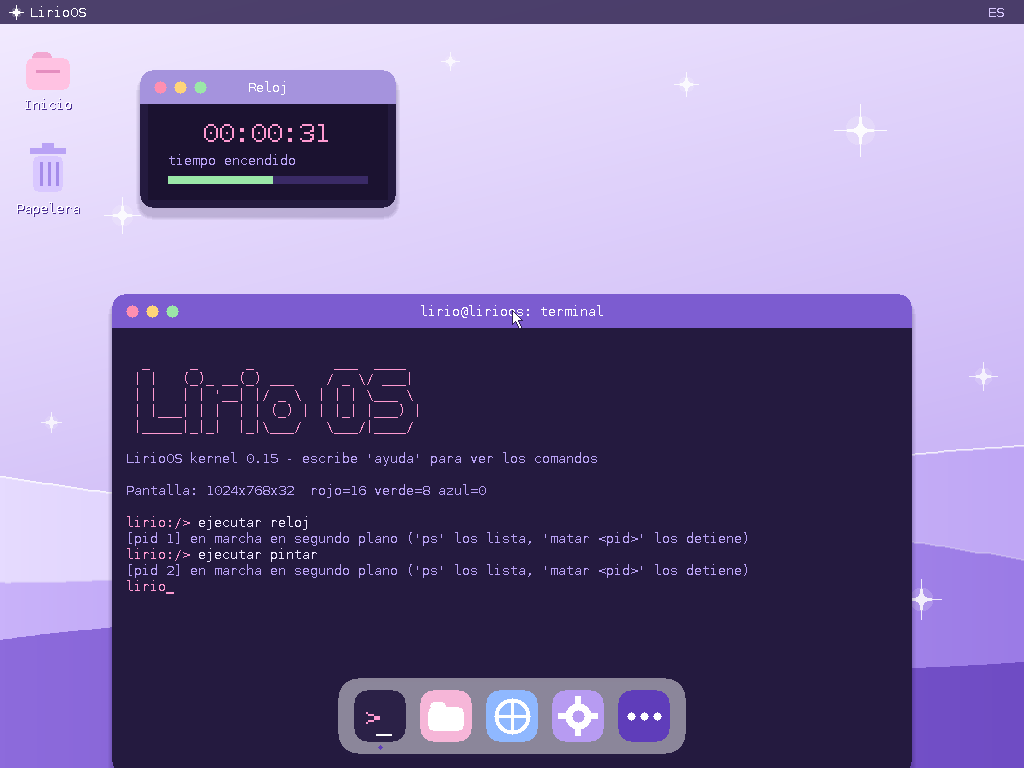 LirioOS
ES
Inicio
Papelera
Reloj
00:00:31
tiempo encendido
lirio@lirioos: terminal
Lirio OS
LirioOS kernel 0.15 - escribe 'ayuda' para ver los comandos
Pantalla: 1024x768x32  rojo=16 verde=8 azul=0
lirio:/> ejecutar reloj
[pid 1] en marcha en segundo plano ('ps' los lista, 'matar <pid>' los detiene)
lirio:/> ejecutar pintar
[pid 2] en marcha en segundo plano ('ps' los lista, 'matar <pid>' los detiene)
lirio_
>_